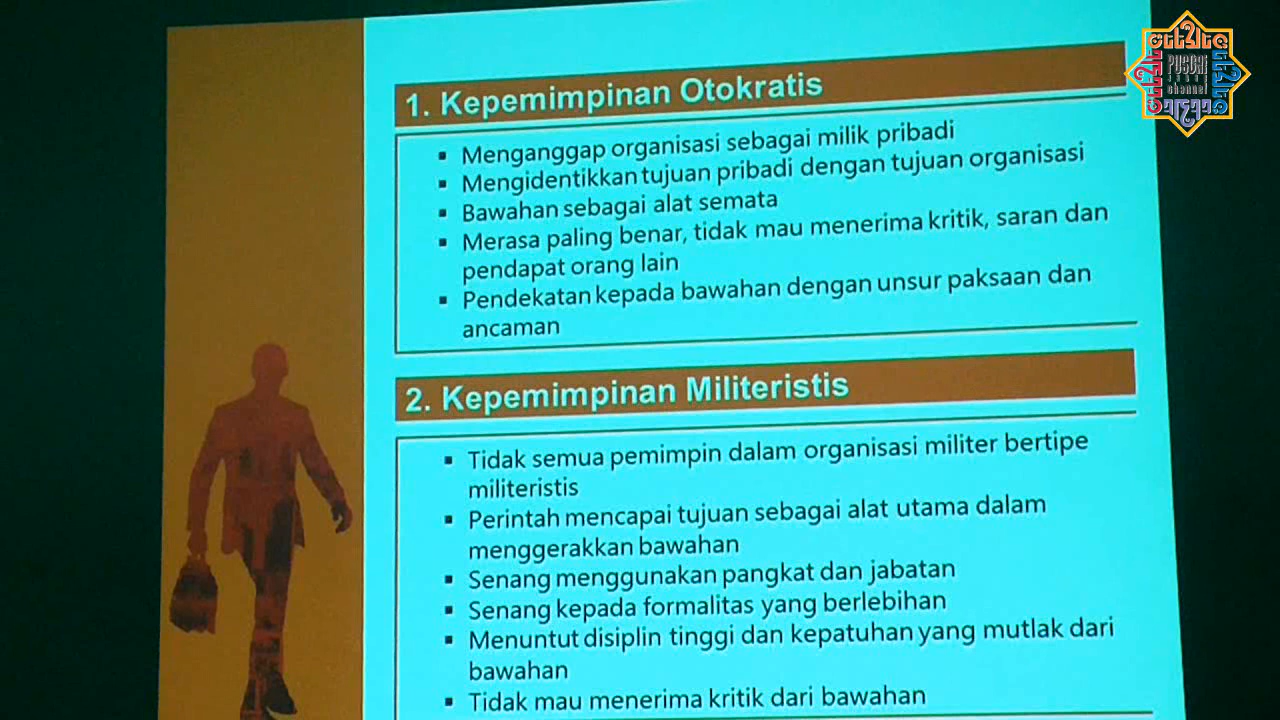 1. Kepemimpinan Otokratis
▪ Menganggap organisasi sebagai milik pribadi
▪ Mengidentikkan tujuan pribadi dengan tujuan organisasi
▪ Bawahan sebagai alat semata
▪ Merasa paling benar, tidak mau menerima kritik, saran dan
pendapat orang lain
▪ Pendekatan kepada bawahan dengan unsur paksaan dan
ancaman
2. Kepemimpinan Militeristis
▪ Tidak semua pemimpin dalam organisasi militer bertipe
militeristis
▪ Perintah mencapai tujuan sebagai alat utama dalam
menggerakkan bawahan
▪ Senang menggunakan pangkat dan jabatan
▪ Senang kepada formalitas yang berlebihan
▪ Menuntut disiplin tinggi dan kepatuhan yang mutlak dari
bawahan
▪ Tidak mau menerima kritik dari bawahan
PUSDAI
channel